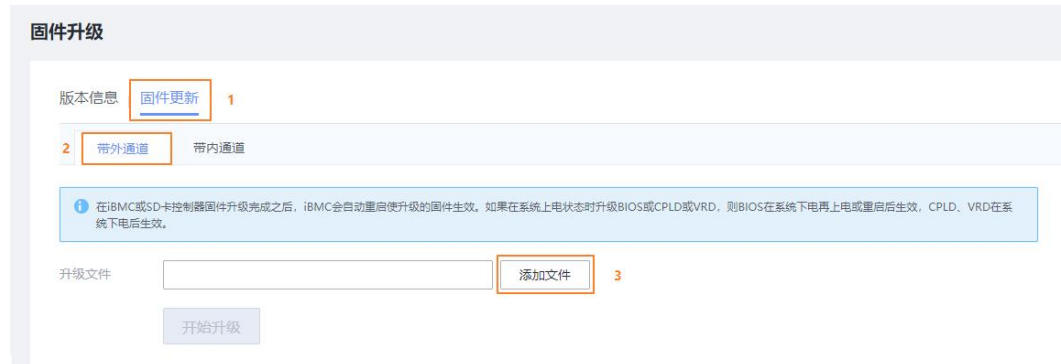 固件升级
版本信息 固件更新 1
2 带外通道 带内通道
在iBMC或SD卡控制器固件升级完成之后，iBMC会自动重启使升级的固件生效。如果在系统上电状态时升级BIOS或CPLD或VRD，则BIOS在系统下电再上电或重启后生效，CPLD、VRD在系
统下电后生效。
升级文件 添加文件 3
开始升级